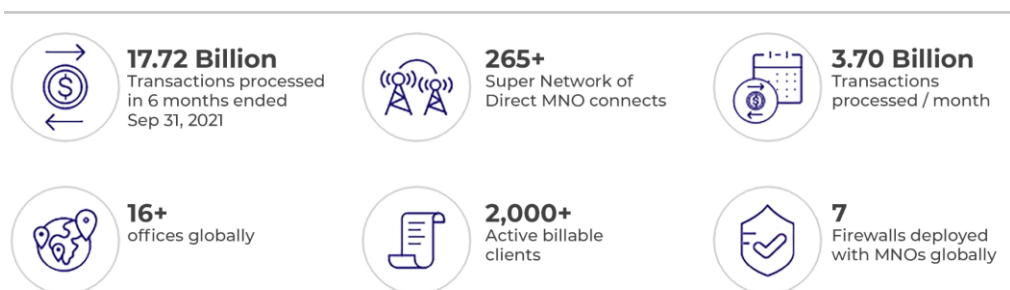 17.72 Billion
Transactions processed
in 6 months ended
Sep 31, 2021
265+
Super Network of
Direct MNO connects
3.70 Billion
Transactions
processed / month
16+
offices globally
2,000+
Active billable
clients
7
Firewalls deployed
with MNOs globally